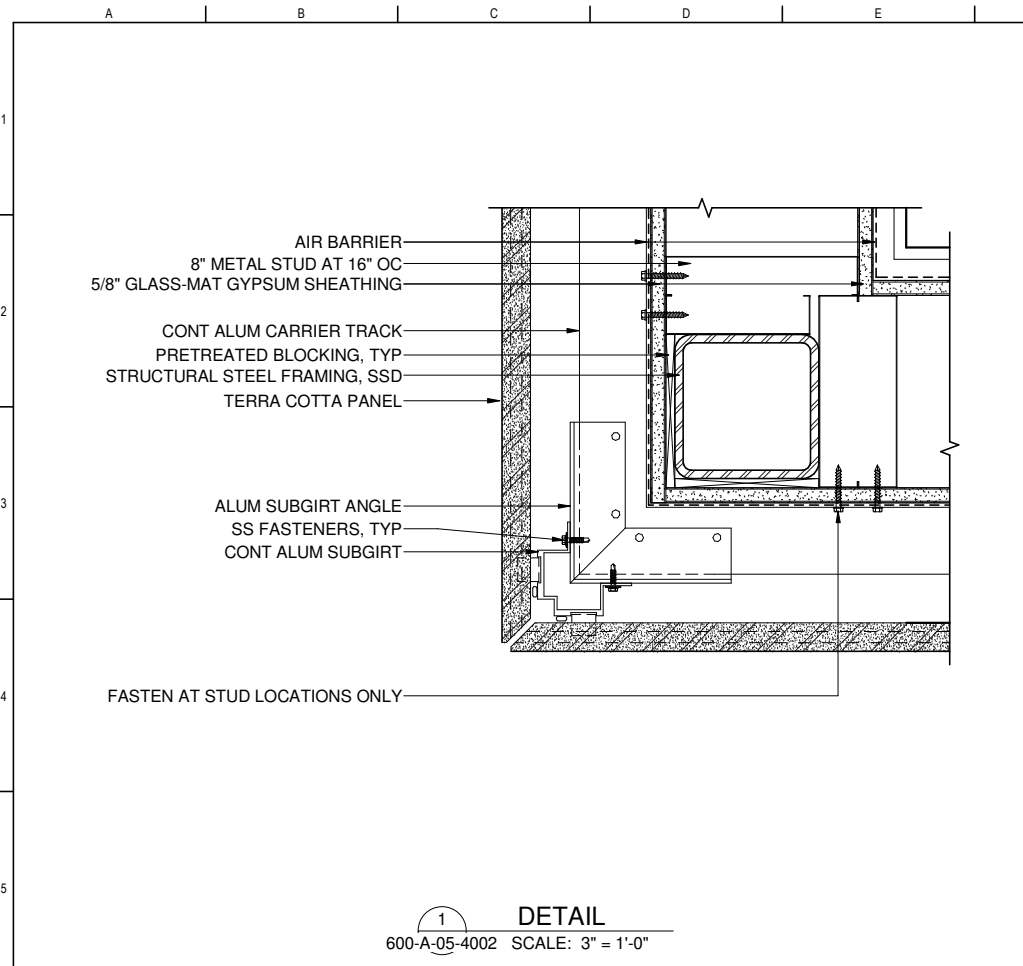 A B C D E
1
AIR BARRIER
8" METAL STUD AT 16" OC
2
5/8" GLASS-MAT GYPSUM SHEATHING
CONT ALUM CARRIER TRACK
PRETREATED BLOCKING, TYP
STRUCTURAL STEEL FRAMING, SSD
TERRA COTTA PANEL
3
ALUM SUBGIRT ANGLE
SS FASTENERS, TYP
CONT ALUM SUBGIRT
4
FASTEN AT STUD LOCATIONS ONLY
5
1 DETAIL
600-A-05-4002 SCALE: 3" = 1'-0"